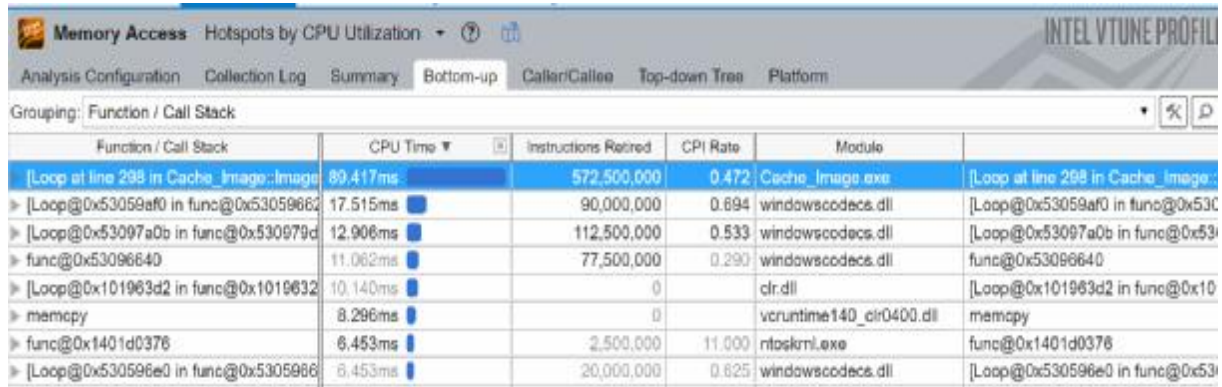 Memory Access Hotspots by CPU Utilization
INTEL VTUNE PROFIL
Analysis Configuration Collection Log Summary Bottom-up Caller/Callee Top-down Tree Platform
Grouping: Function / Call Stack
Function / Call Stack CPU Time Instructions Retired CPI Rate Module
[Loop at line 298 in Cache_Image::Image 89.417ms 572,500,000 0.472 Cache_Image.exe [Loop at line 298 in Cache_Image::
[Loop@0x53059af0 in func@0x53059662 17.515ms 90,000,000 0.694 windowscodecs.dll [Loop@0x53059af0 in func@0x530
[Loop@0x53097a0b in func@0x530979d 12.906ms 112,500,000 0.533 windowscodecs.dll [Loop@0x53097a0b in func@0x53
func@0x53096640 11.062ms 77,500,000 0.290 windowscodecs.dll func@0x53096640
[Loop@0x101963d2 in func@0x1019632 10.140ms 0 clr.dll [Loop@0x101963d2 in func@0x10
memcpy 8.296ms 0 vcruntime140_clr0400.dll memcpy
func@0x1401d0376 6.453ms 2,500,000 11.000 ntoskrnl.exe func@0x1401d0376
[Loop@0x530596e0 in func@0x5305966 6.453ms 20,000,000 0.625 windowscodecs.dll [Loop@0x530596e0 in func@0x53